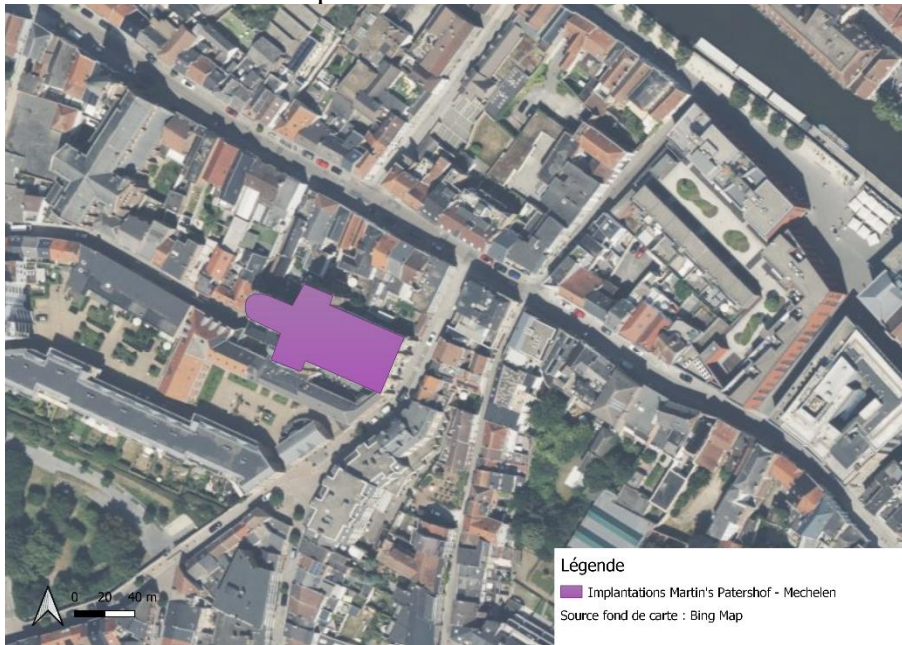 0 20 40 m
Légende
Implantations Martin's Patershof - Mechelen
Source fond de carte : Bing Map